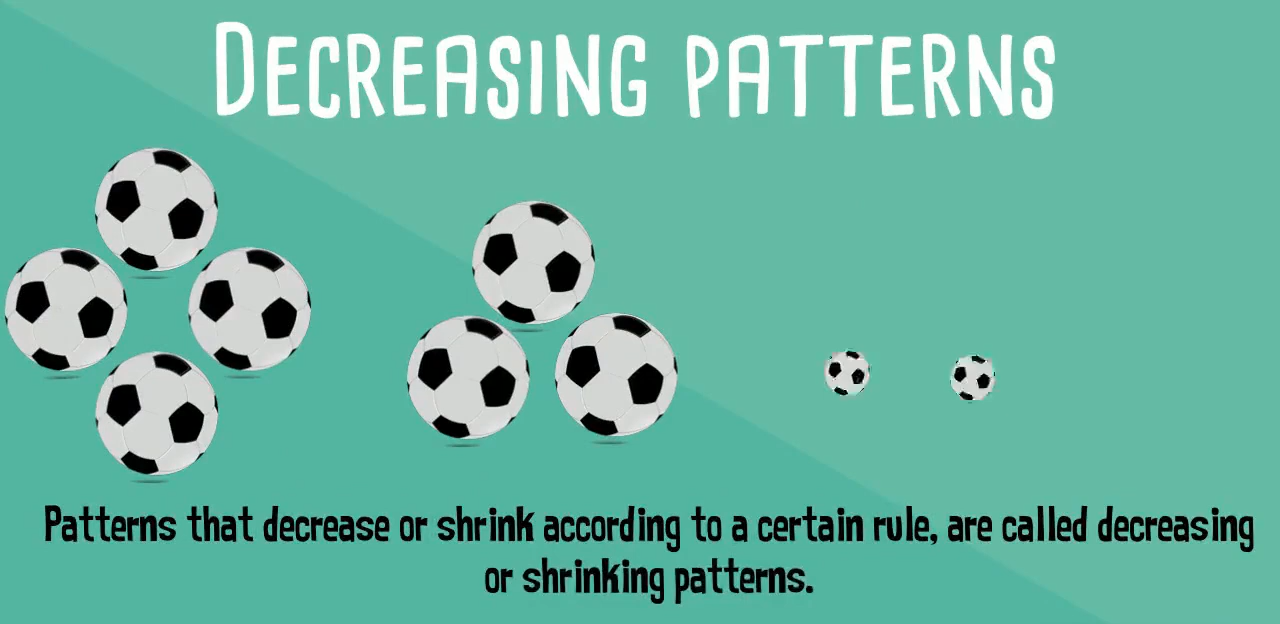 DECREASING PATTERNS
Patterns that decrease or shrink according to a certain rule, are called decreasing
or shrinking patterns.